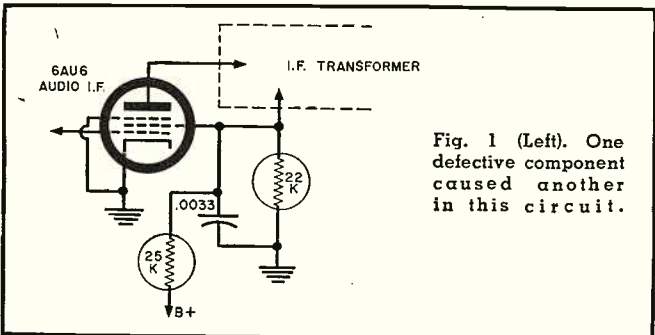 6AU6
AUDIO I.F.
I.F. TRANSFORMER
.0033
22
K
25
K
B+
Fig. 1 (Left). One
defective component
caused another
in this circuit.